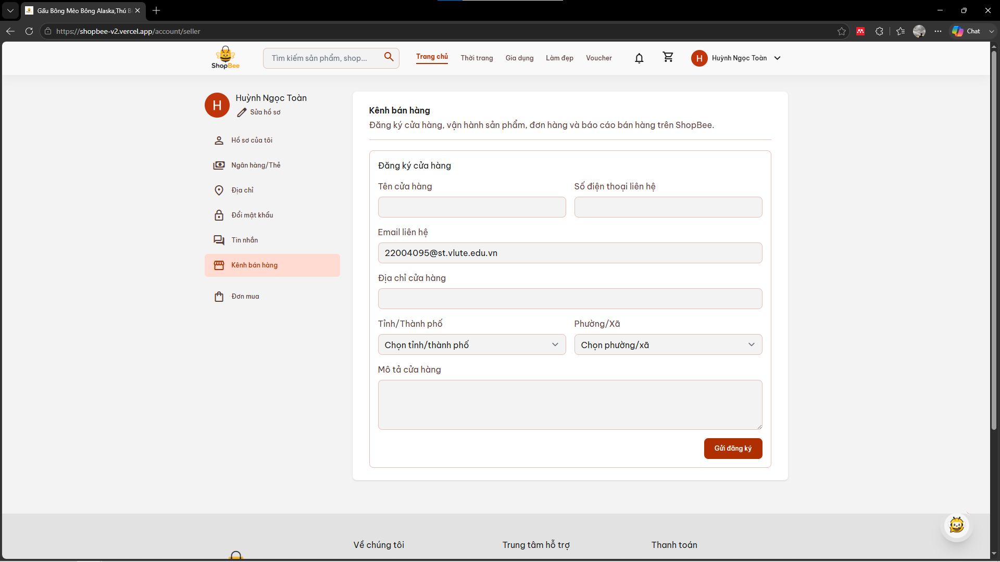 Gấu Bông Mèo Bông Alaska,Thú B
https://shopbee-v2.vercel.app/account/seller
Chat
ShopBee
Tìm kiếm sản phẩm, shop...
Trang chủ
Thời trang
Gia dụng
Làm đẹp
Voucher
H
Huỳnh Ngọc Toàn
H
Huỳnh Ngọc Toàn
Sửa hồ sơ
Hồ sơ của tôi
Ngân hàng/Thẻ
Địa chỉ
Đổi mật khẩu
Tin nhắn
Kênh bán hàng
Đơn mua
Kênh bán hàng
Đăng ký cửa hàng, vận hành sản phẩm, đơn hàng và báo cáo bán hàng trên ShopBee.
Đăng ký cửa hàng
Tên cửa hàng
Số điện thoại liên hệ
Email liên hệ
22004095@st.vlute.edu.vn
Địa chỉ cửa hàng
Tỉnh/Thành phố
Phường/Xã
Chọn tỉnh/thành phố
Chọn phường/xã
Mô tả cửa hàng
Gửi đăng ký
Về chúng tôi
Trung tâm hỗ trợ
Thanh toán